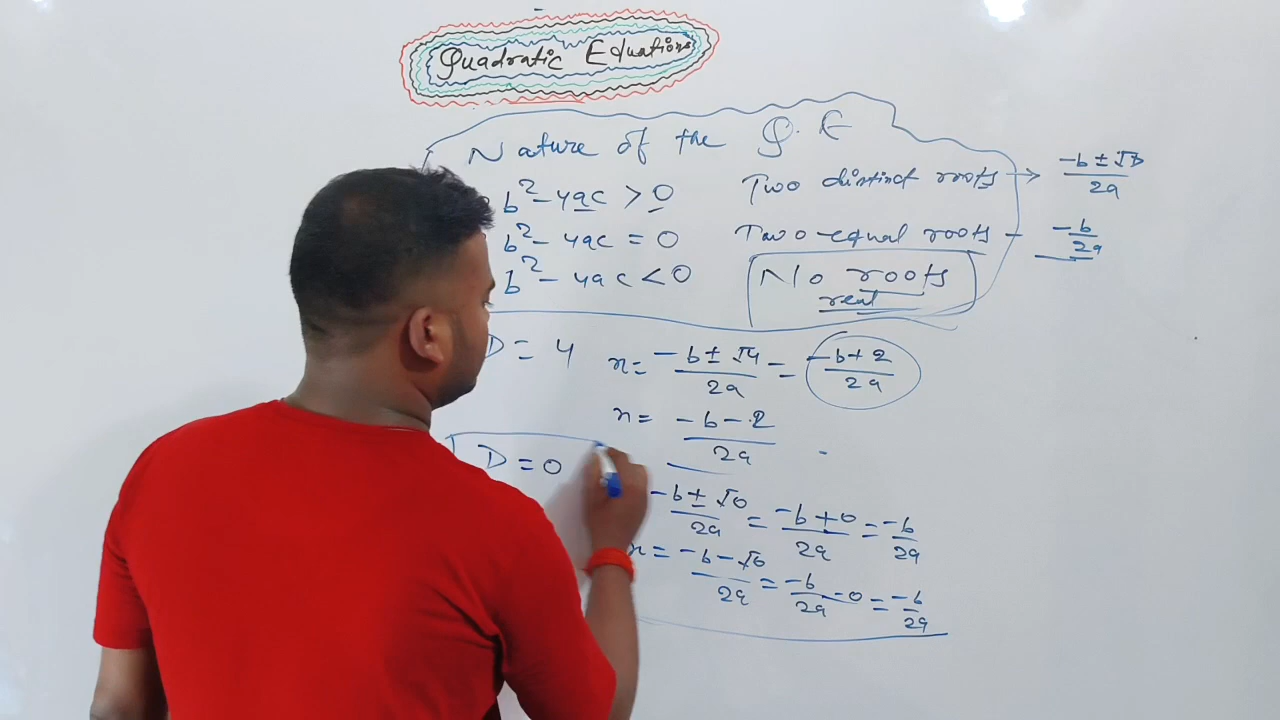 Quadratic Equations
Nature of the Q.E
b²-4ac > 0 Two distinct roots → -b±√D/2a
b²-4ac = 0 Two equal roots - -b/2a
b²-4ac < 0 No roots
real
D = 4 x = -b±√4/2a = -b+2/2a
x = -b-2/2a
D = 0
-b±√0/2a = -b+0/2a = -b/2a
x = -b-√0/2a = -b/2a-0 = -b/2a